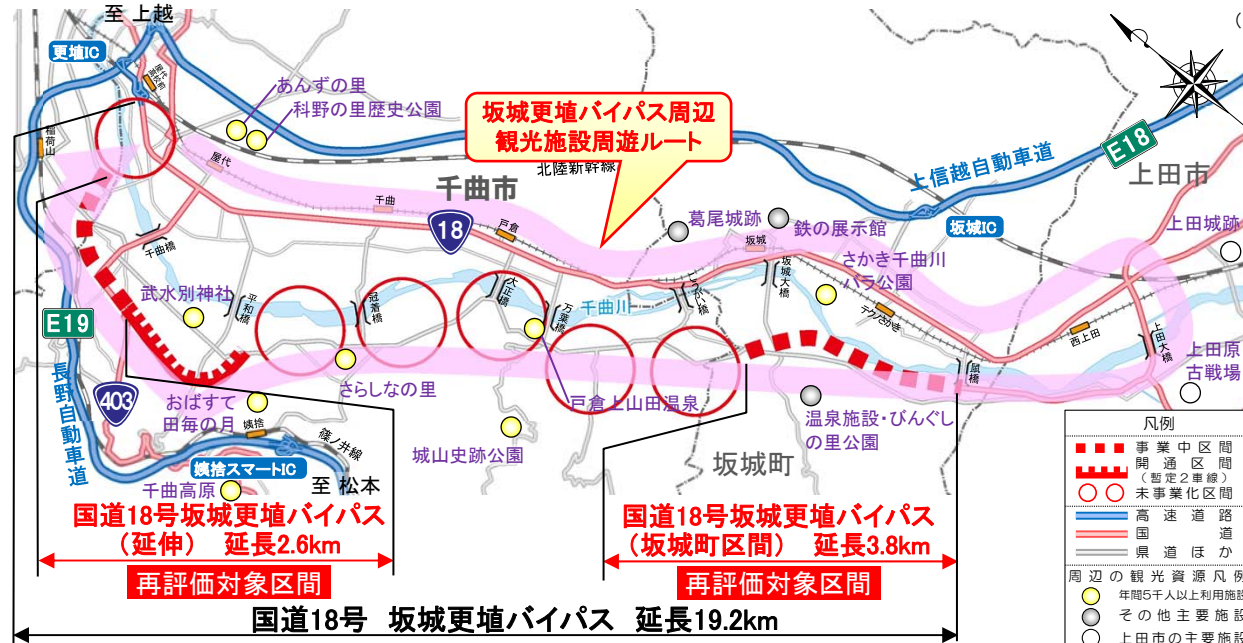 至 上越
(
更埴IC
屋代高校前
あんずの里
科野の里歴史公園
坂城更埴バイパス周辺
観光施設周遊ルート
北陸新幹線
上信越自動車道
E18
上田市
稲荷山
屋代
千曲市
千曲
18
戸倉
葛尾城跡
鉄の展示館
坂城
坂城IC
上田城跡
千曲橋
さかき千曲川
バラ公園
武水別神社
平和橋
冠着橋
大正橋
万葉橋
千曲川
坂城大橋
テクノさかき
西上田
上田大橋
E19
鼠橋
上田原
古戦場
長野自動車道
403
さらしなの里
おばすて
田毎の月
戸倉上山田温泉
温泉施設・びんぐし
の里公園
姨捨
篠ノ井線
城山史跡公園
坂城町
姨捨スマートIC
至 松本
千曲高原
国道18号坂城更埴バイパス
(延伸) 延長2.6km
再評価対象区間
国道18号坂城更埴バイパス
(坂城町区間) 延長3.8km
再評価対象区間
国道18号 坂城更埴バイパス 延長19.2km
凡例
事業中区間
開通区間
(暫定2車線)
未事業化区間
高速道路
国道
県道ほか
周辺の観光資源凡例
年間5千人以上利用施設
その他主要施設
上田市の主要施設